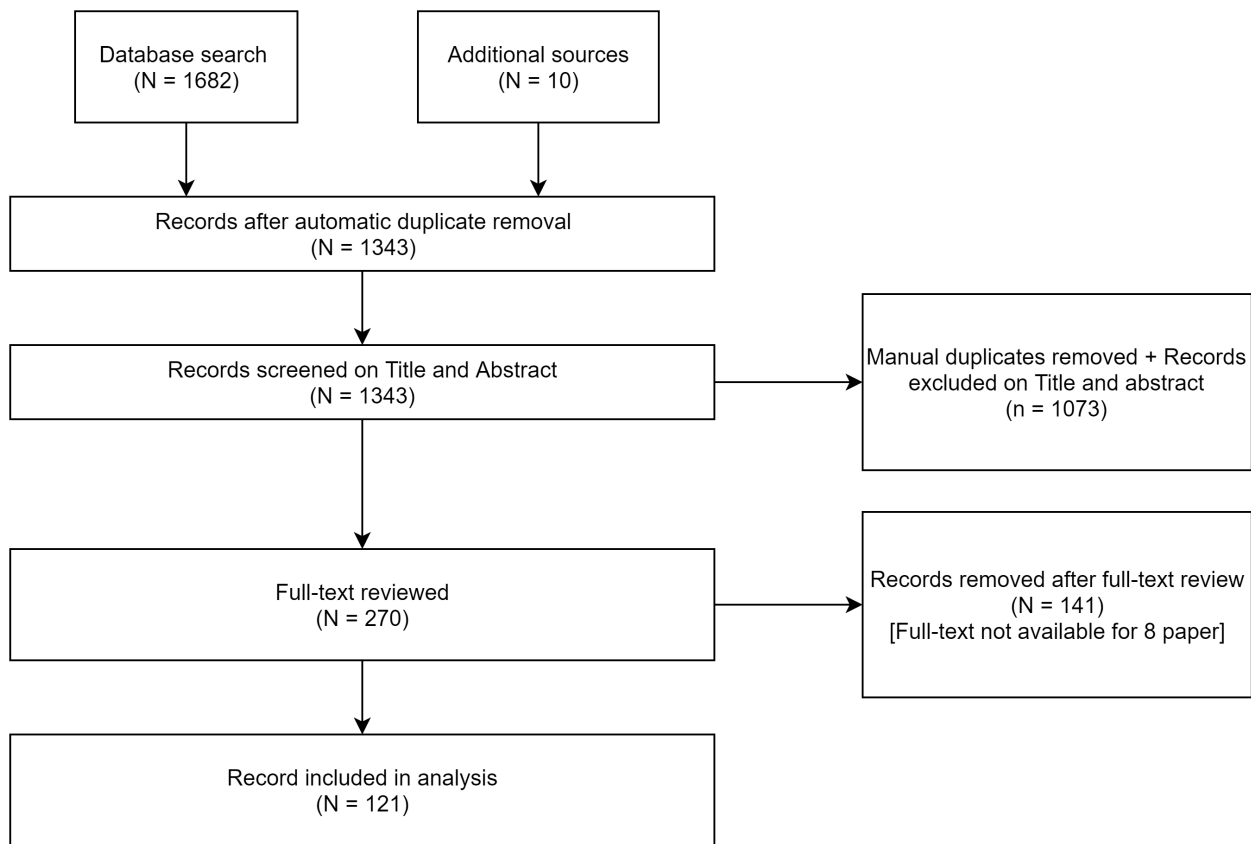 Database search
(N = 1682)
Additional sources
(N = 10)
Records after automatic duplicate removal
(N = 1343)
Records screened on Title and Abstract
(N = 1343)
Manual duplicates removed + Records
excluded on Title and abstract
(n = 1073)
Full-text reviewed
(N = 270)
Records removed after full-text review
(N = 141)
[Full-text not available for 8 paper]
Record included in analysis
(N = 121)